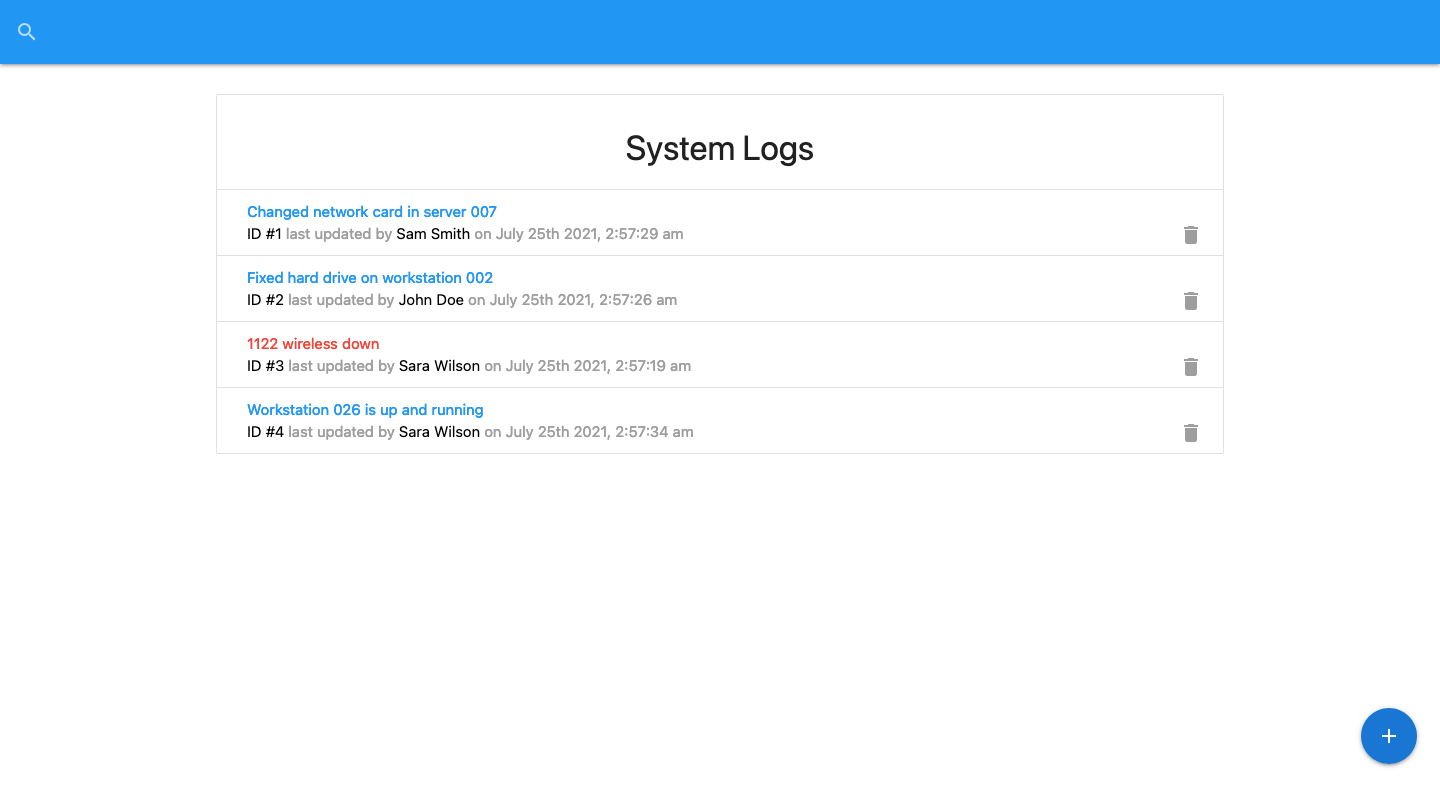 System Logs
Changed network card in server 007
ID #1 last updated by Sam Smith on July 25th 2021, 2:57:29 am
Fixed hard drive on workstation 002
ID #2 last updated by John Doe on July 25th 2021, 2:57:26 am
1122 wireless down
ID #3 last updated by Sara Wilson on July 25th 2021, 2:57:19 am
Workstation 026 is up and running
ID #4 last updated by Sara Wilson on July 25th 2021, 2:57:34 am